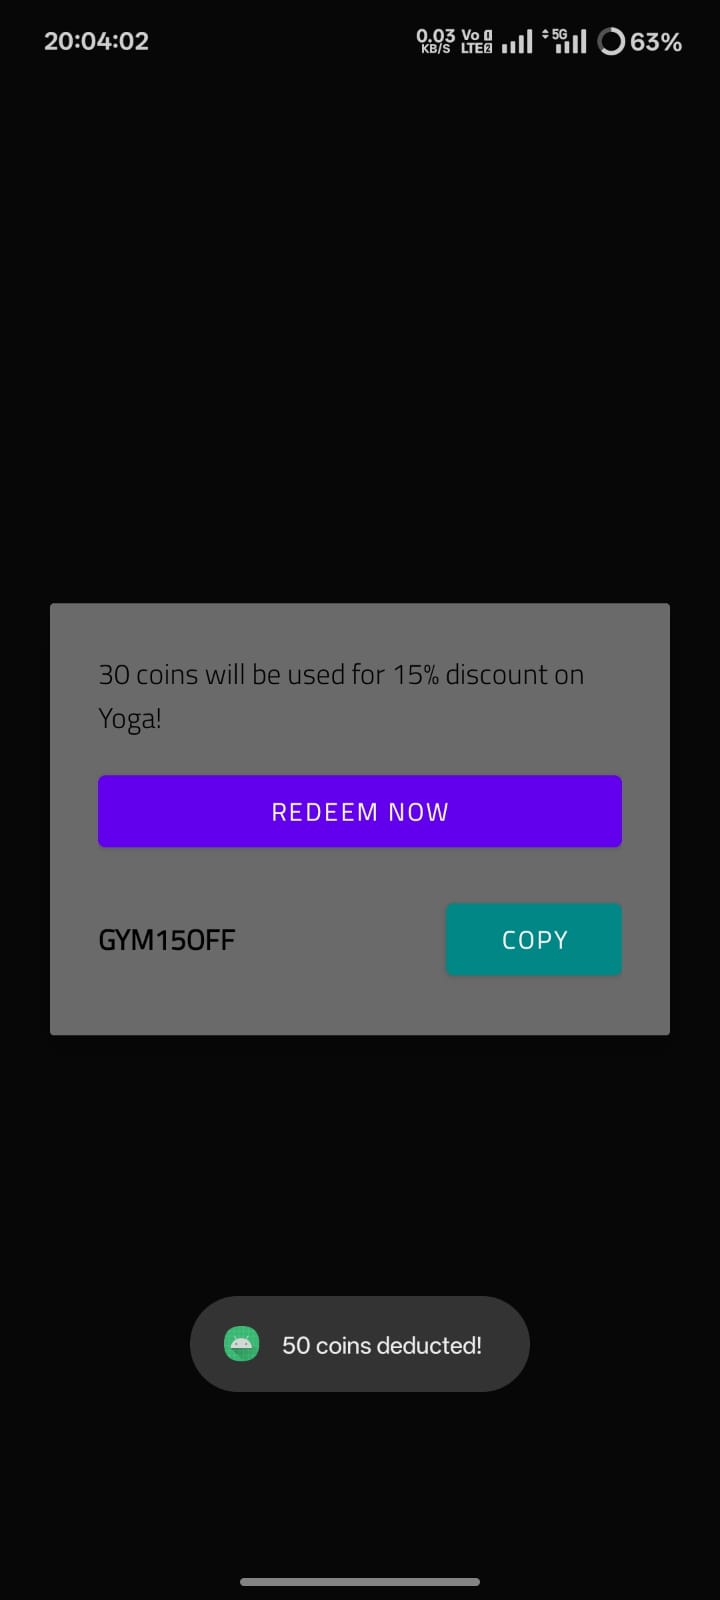 20:04:02 0.03 KB/S Vo LTE 5G 63%
30 coins will be used for 15% discount on
Yoga!
REDEEM NOW
GYM15OFF COPY
50 coins deducted!